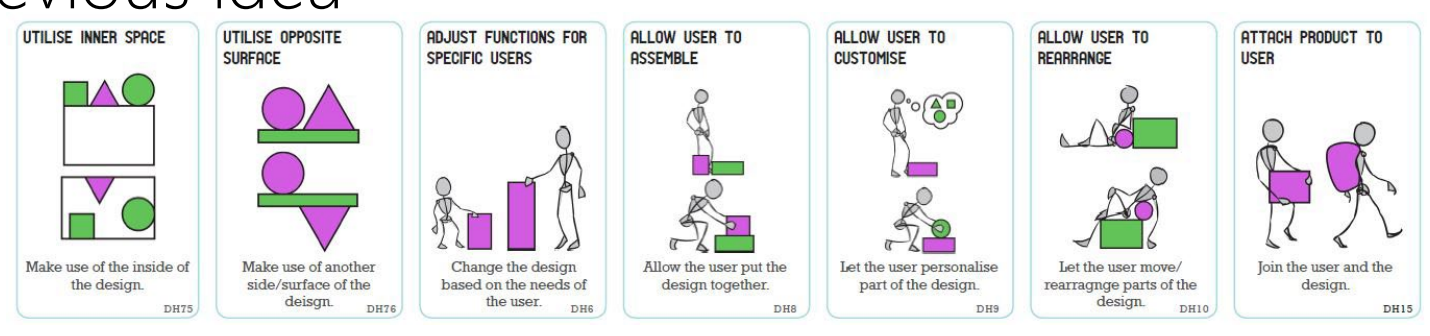 UTILISE INNER SPACE
Make use of the inside of
the design.
DH75
UTILISE OPPOSITE
SURFACE
Make use of another
side/surface of the
deisgn.
DH76
ADJUST FUNCTIONS FOR
SPECIFIC USERS
Change the design
based on the needs of
the user.
DH6
ALLOW USER TO
ASSEMBLE
Allow the user put the
design together.
DH8
ALLOW USER TO
CUSTOMISE
Let the user personalise
part of the design.
DH9
ALLOW USER TO
REARRANGE
Let the user move/
rearragnge parts of the
design.
DH10
ATTACH PRODUCT TO
USER
Join the user and the
design.
DH15